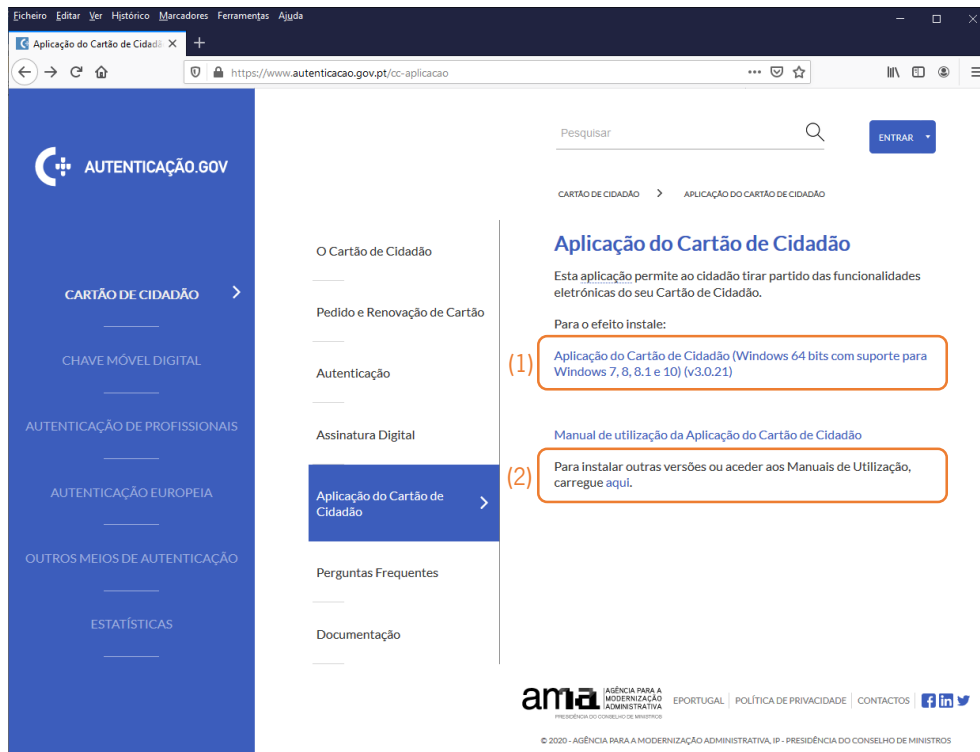 Ficheiro Editar Ver Histórico Marcadores Ferramentas Ajuda
Aplicação do Cartão de Cidadã
https://www.autenticacao.gov.pt/cc-aplicacao
Pesquisar
ENTRAR
AUTENTICAÇÃO.GOV
CARTÃO DE CIDADÃO > APLICAÇÃO DO CARTÃO DE CIDADÃO
CARTÃO DE CIDADÃO
CHAVE MÓVEL DIGITAL
AUTENTICAÇÃO DE PROFISSIONAIS
AUTENTICAÇÃO EUROPEIA
OUTROS MEIOS DE AUTENTICAÇÃO
ESTATÍSTICAS
O Cartão de Cidadão
Pedido e Renovação de Cartão
Autenticação
Assinatura Digital
Aplicação do Cartão de
Cidadão
Perguntas Frequentes
Documentação
Aplicação do Cartão de Cidadão
Esta aplicação permite ao cidadão tirar partido das funcionalidades
eletrónicas do seu Cartão de Cidadão.
Para o efeito instale:
(1)
Aplicação do Cartão de Cidadão (Windows 64 bits com suporte para
Windows 7, 8, 8.1 e 10) (v3.0.21)
Manual de utilização da Aplicação do Cartão de Cidadão
(2)
Para instalar outras versões ou aceder aos Manuais de Utilização,
carregue aqui.
ama
AGÊNCIA PARA A
MODERNIZAÇÃO
ADMINISTRATIVA
PRESIDÊNCIA DO CONSELHO DE MINISTROS
EPORTUGAL | POLÍTICA DE PRIVACIDADE | CONTACTOS
© 2020 - AGÊNCIA PARA A MODERNIZAÇÃO ADMINISTRATIVA, IP - PRESIDÊNCIA DO CONSELHO DE MINISTROS